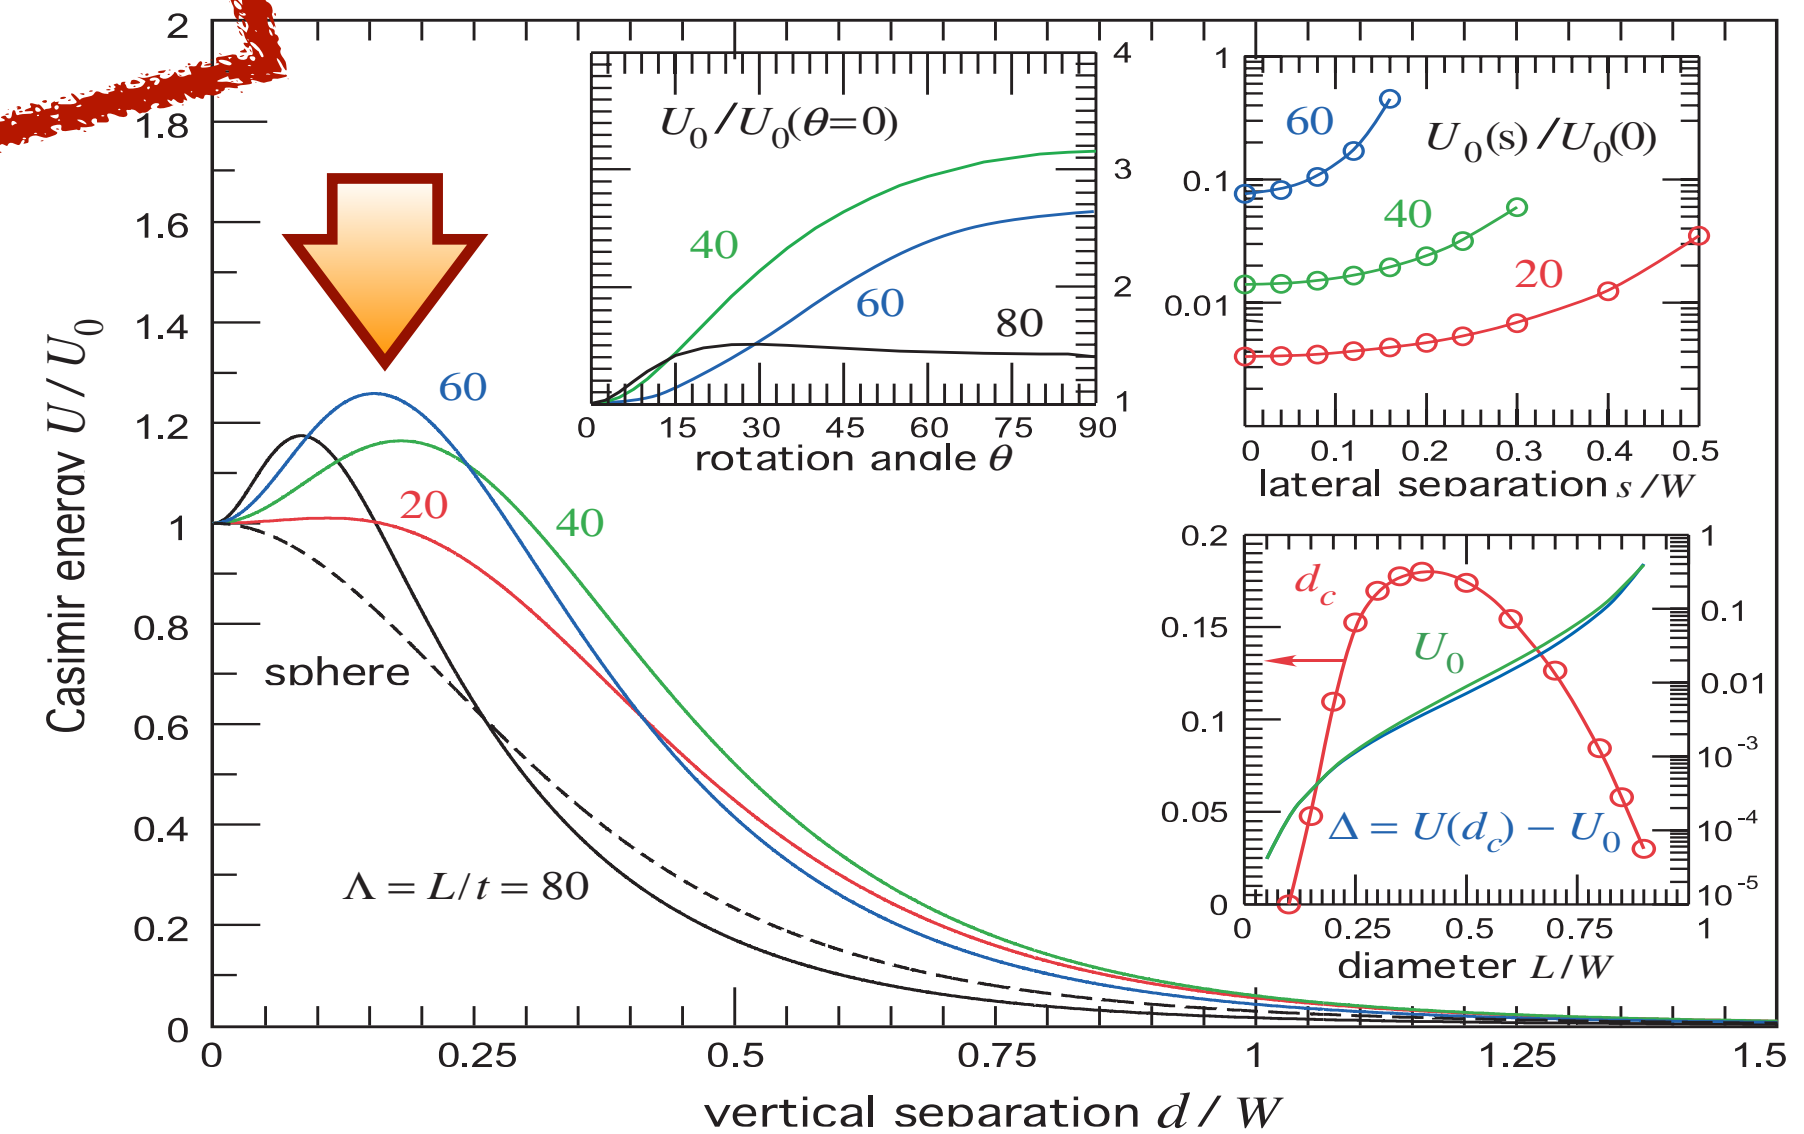 Casimir energy U / U0
2
1.8
1.6
1.4
1.2
1
0.8
0.6
0.4
0.2
0
0 0.25 0.5 0.75 1 1.25 1.5
vertical separation d / W
60
20
40
sphere
Λ = L/t = 80
U0/U0(θ=0)
4
3
2
1
40
60
80
0 15 30 45 60 75 90
rotation angle θ
1
0.1
0.01
60
U0(s)/U0(0)
40
20
0 0.1 0.2 0.3 0.4 0.5
lateral separation s/W
0.2
0.15
0.1
0.05
0
dc
U0
Δ = U(dc) − U0
1
0.1
0.01
10-3
10-4
10-5
0 0.25 0.5 0.75 1
diameter L/W